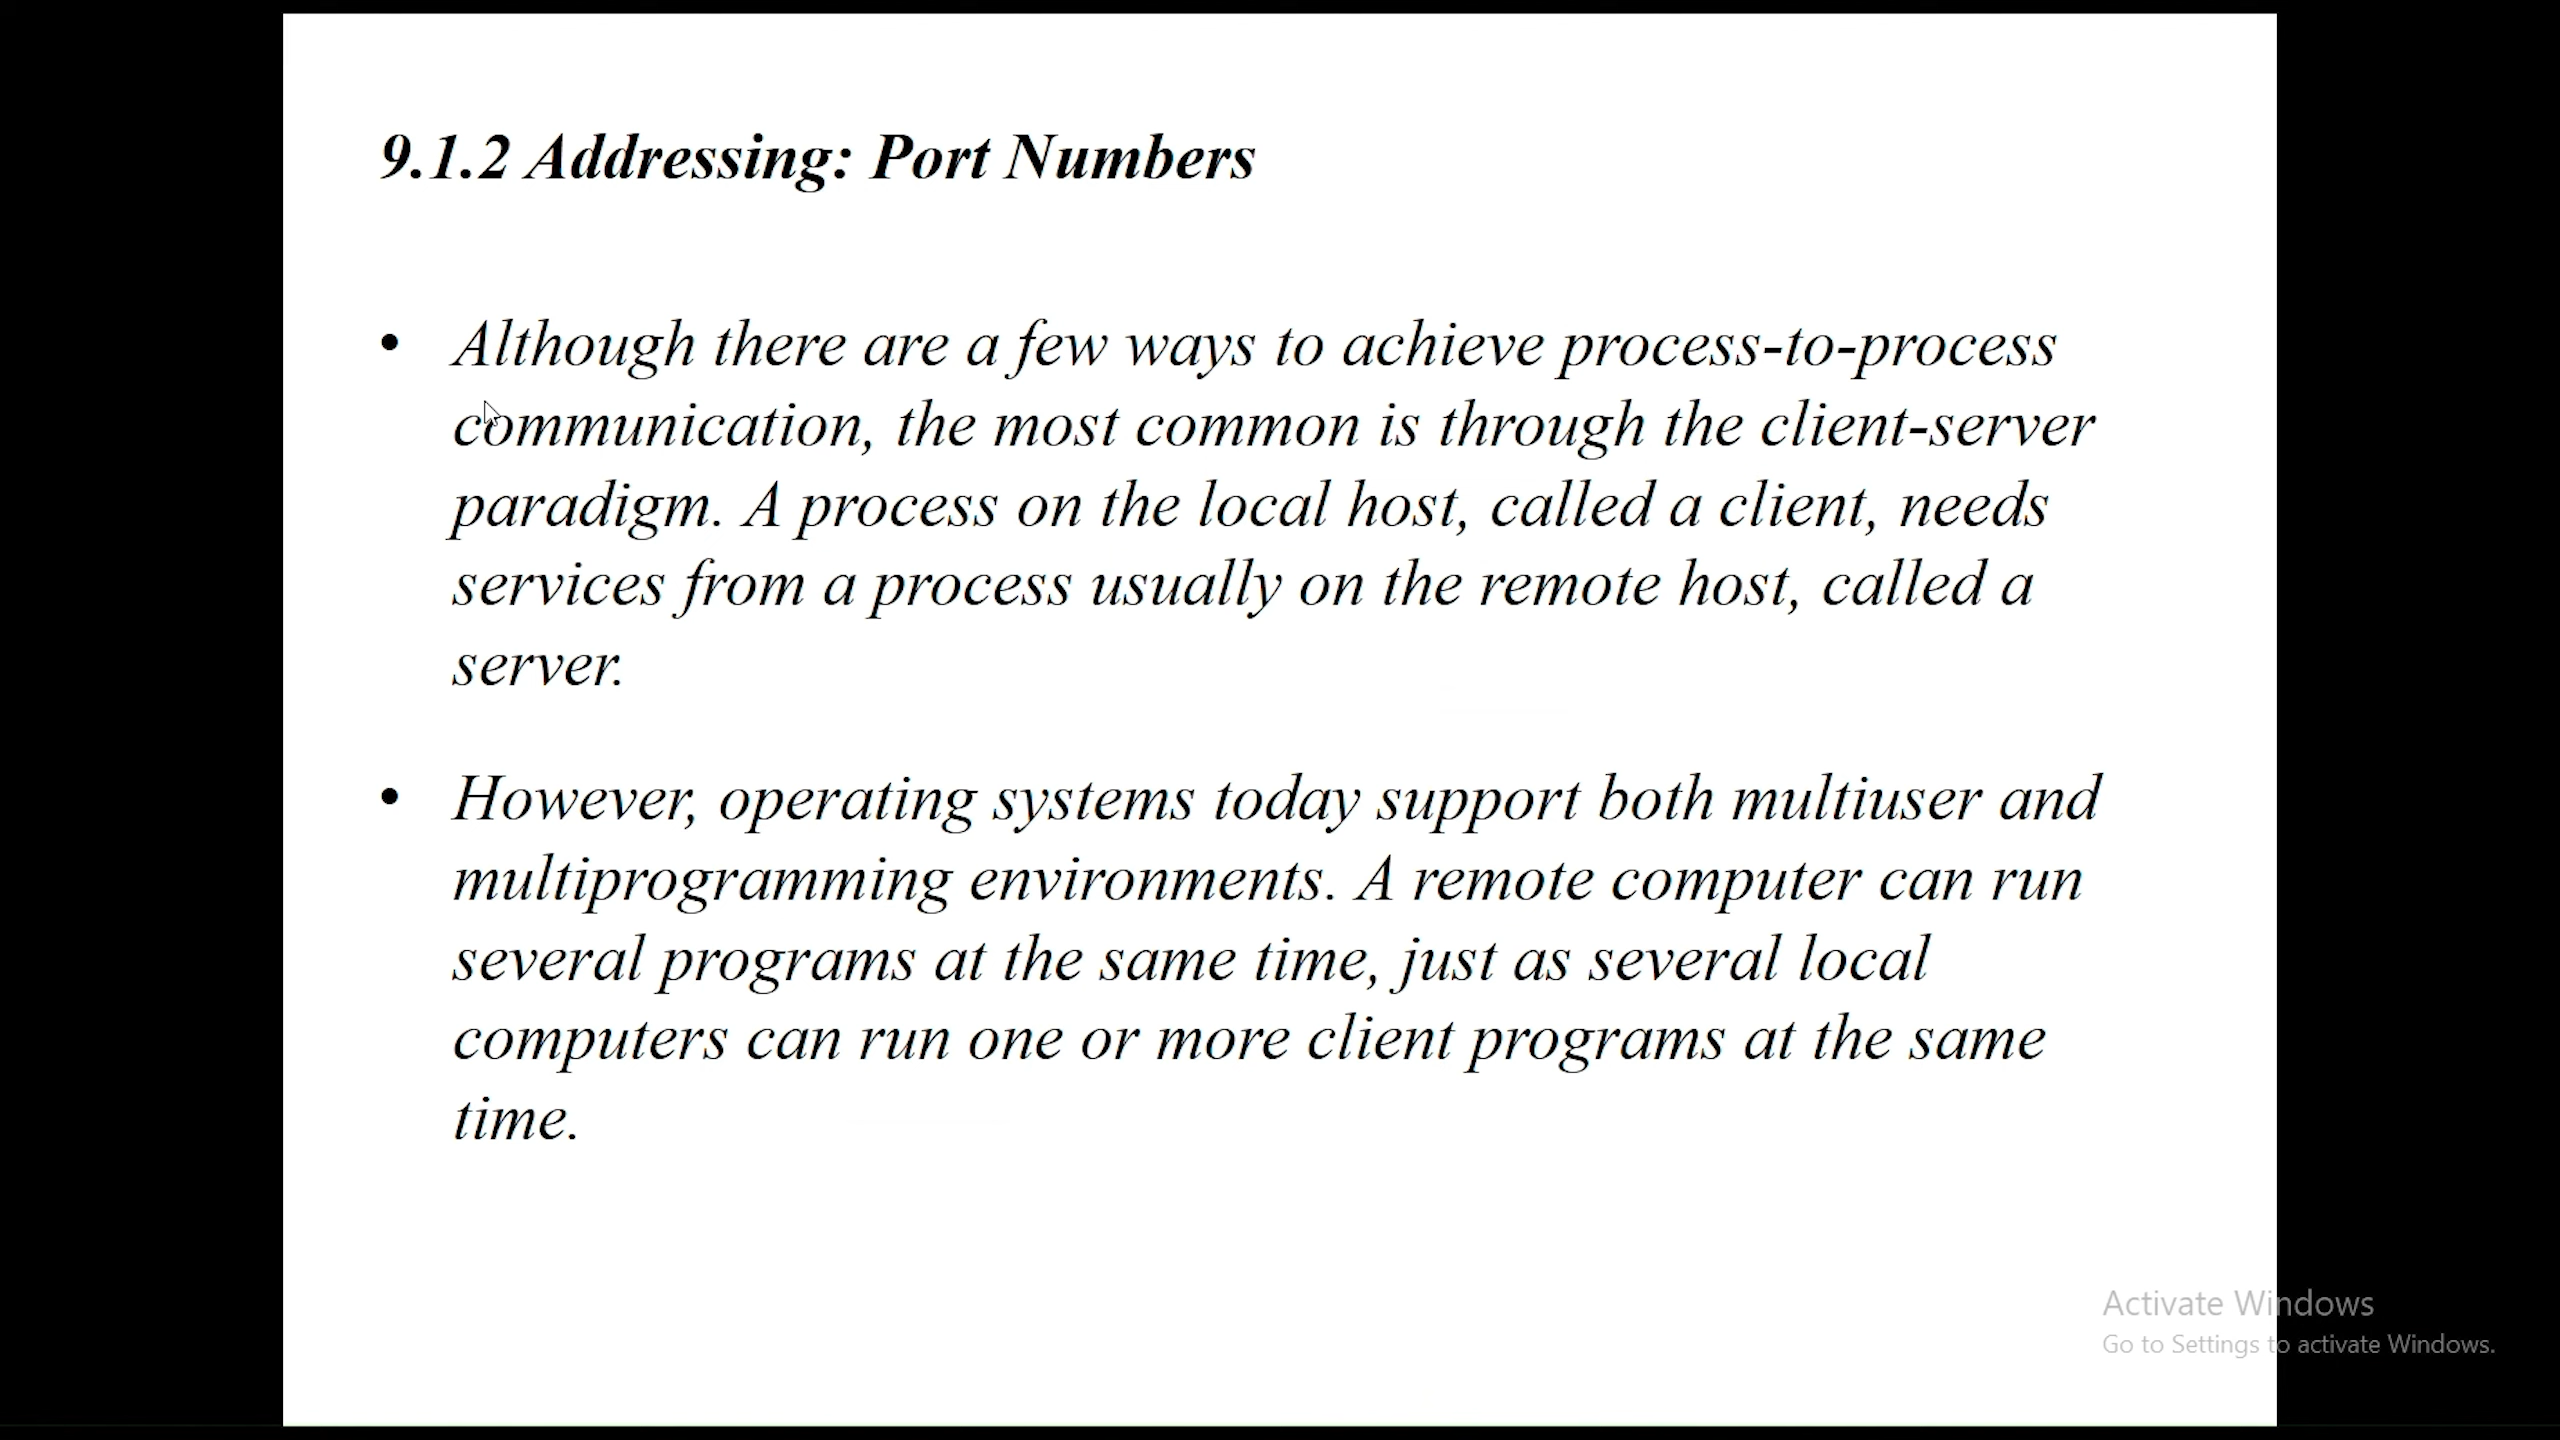 9.1.2 Addressing: Port Numbers
• Although there are a few ways to achieve process-to-process
communication, the most common is through the client-server
paradigm. A process on the local host, called a client, needs
services from a process usually on the remote host, called a
server.
• However, operating systems today support both multiuser and
multiprogramming environments. A remote computer can run
several programs at the same time, just as several local
computers can run one or more client programs at the same
time.
Activate Windows
Go to Settings to activate Windows.